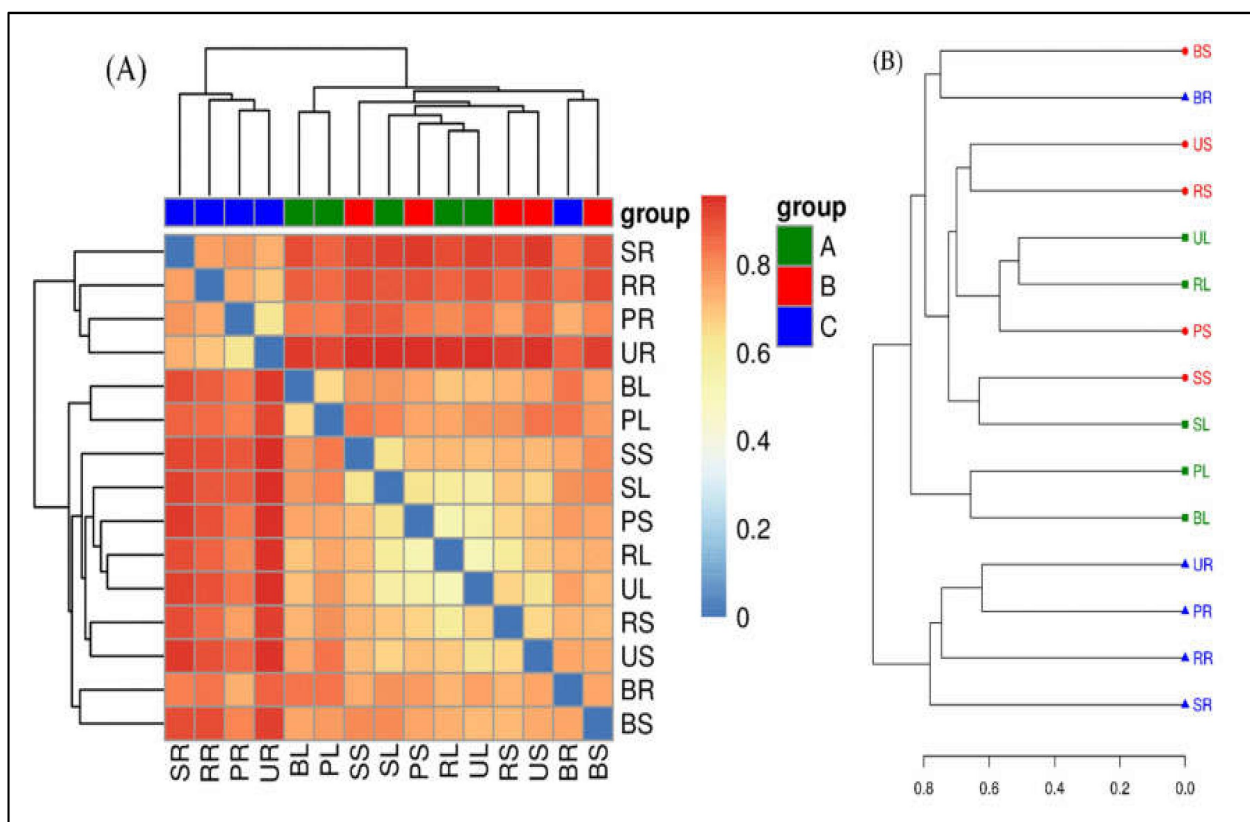 (A)
group
SR
RR
PR
UR
BL
PL
SS
SL
PS
RL
UL
RS
US
BR
BS
SR RR PR UR BL PL SS SL PS RL UL RS US BR BS
0.8
0.6
0.4
0.2
0
group
A
B
C
(B)
BS
BR
US
RS
UL
RL
PS
SS
SL
PL
BL
UR
PR
RR
SR
0.8 0.6 0.4 0.2 0.0